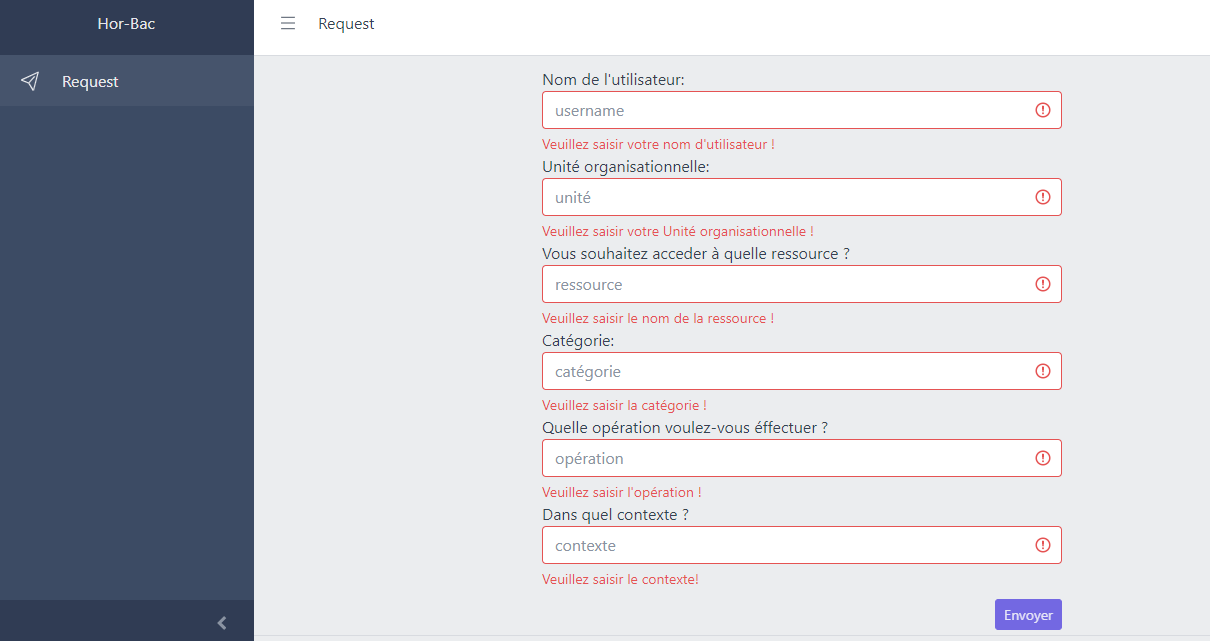 Hor-Bac
Request
Request
Nom de l'utilisateur:
username
Veuillez saisir votre nom d'utilisateur !
Unité organisationnelle:
unité
Veuillez saisir votre Unité organisationnelle !
Vous souhaitez acceder à quelle ressource ?
ressource
Veuillez saisir le nom de la ressource !
Catégorie:
catégorie
Veuillez saisir la catégorie !
Quelle opération voulez-vous éffectuer ?
opération
Veuillez saisir l'opération !
Dans quel contexte ?
contexte
Veuillez saisir le contexte!
Envoyer